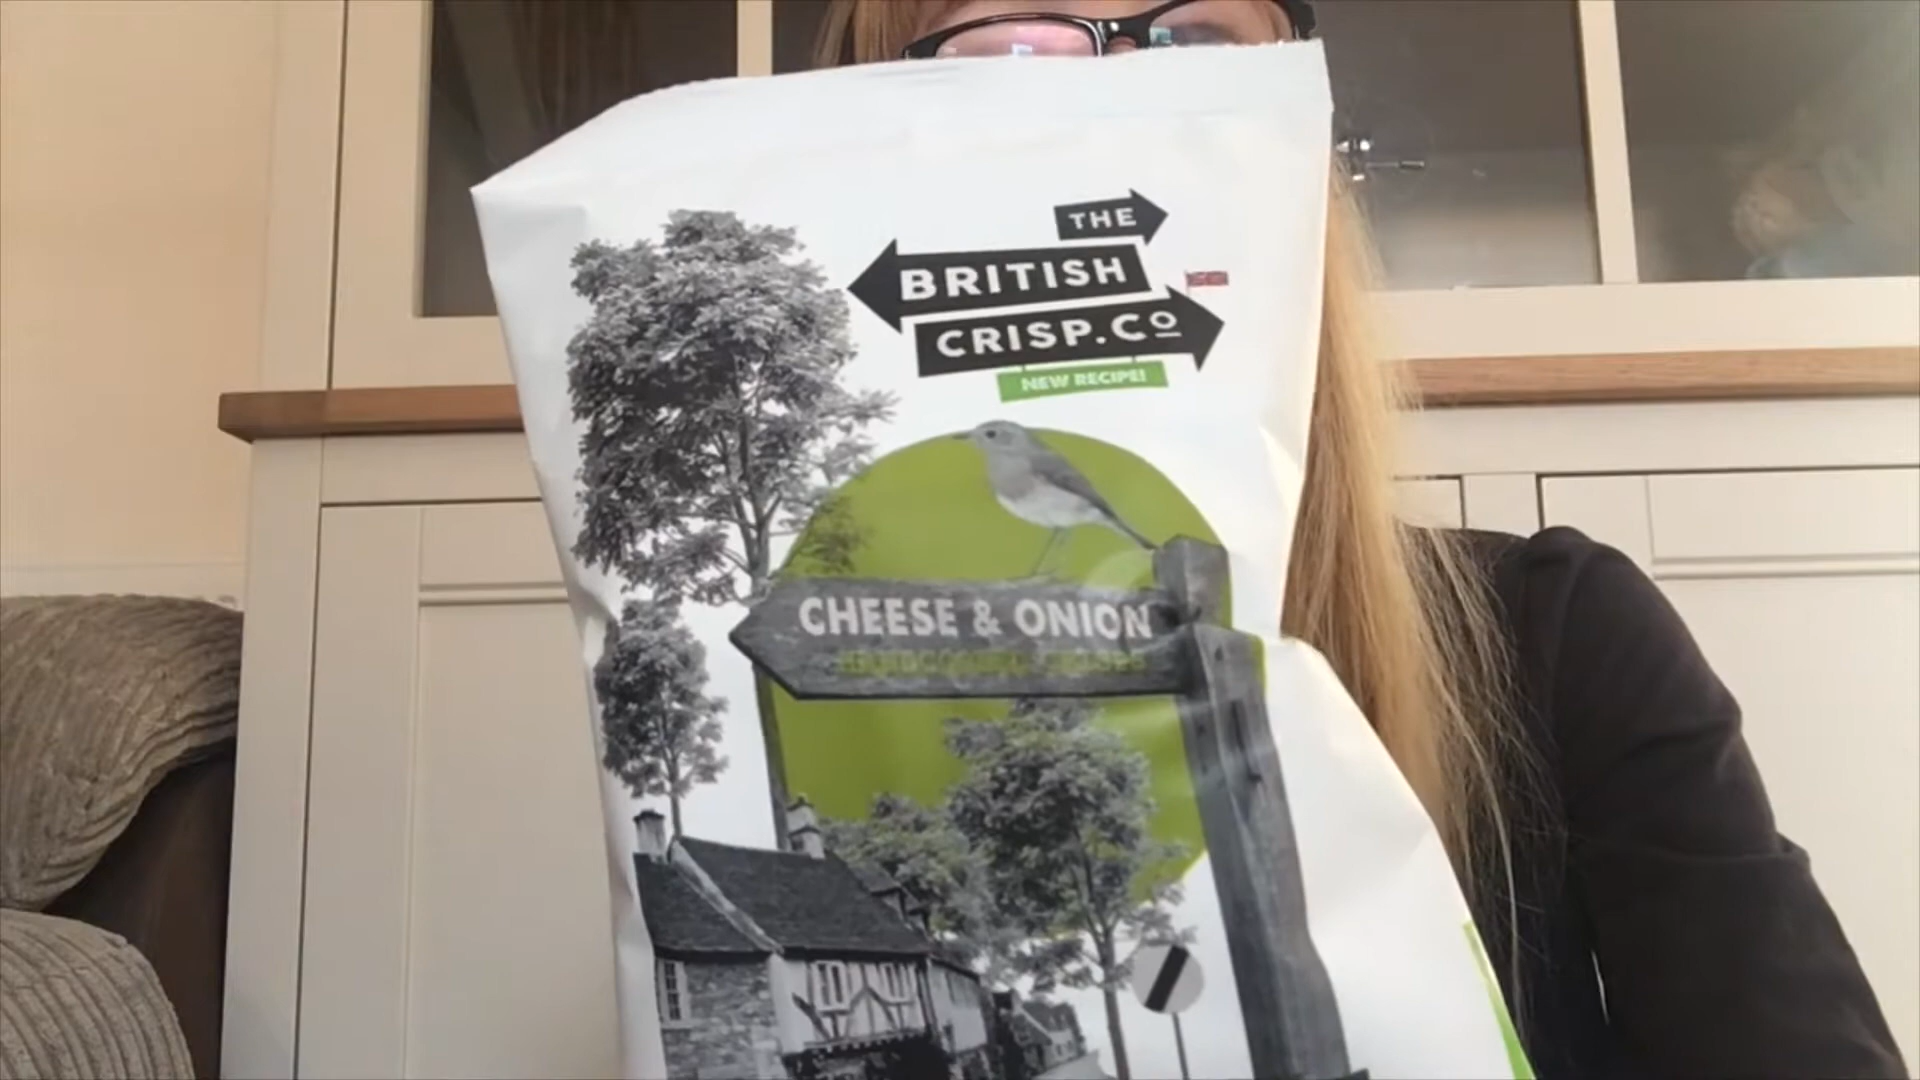 THE
BRITISH
CRISP.Cº
NEW RECIPE!
CHEESE & ONION